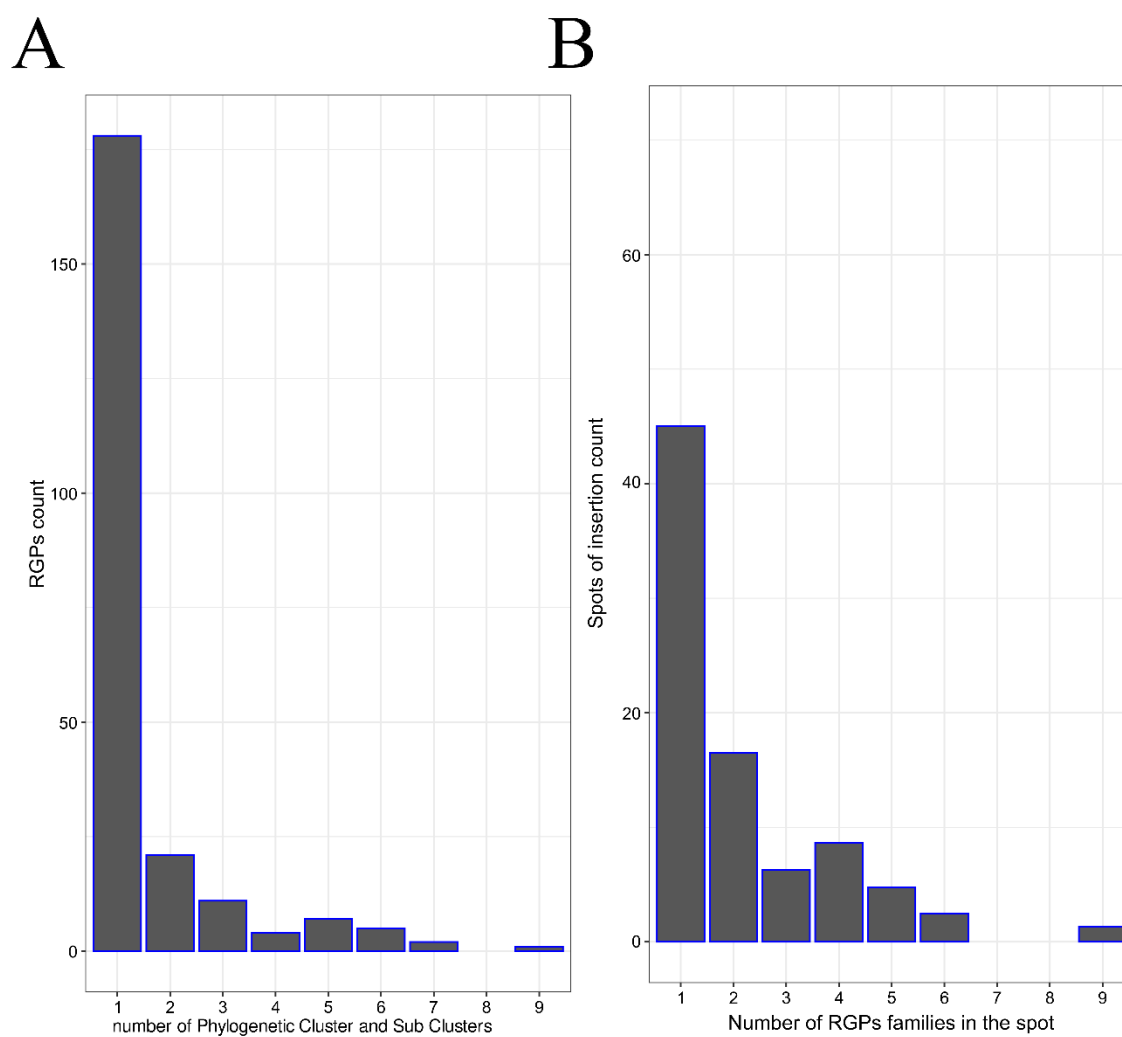 A
B
RGPs count
150
100
50
0
1 2 3 4 5 6 7 8 9
number of Phylogenetic Cluster and Sub Clusters
Spots of insertion count
60
40
20
0
1 2 3 4 5 6 7 8 9
Number of RGPs families in the spot